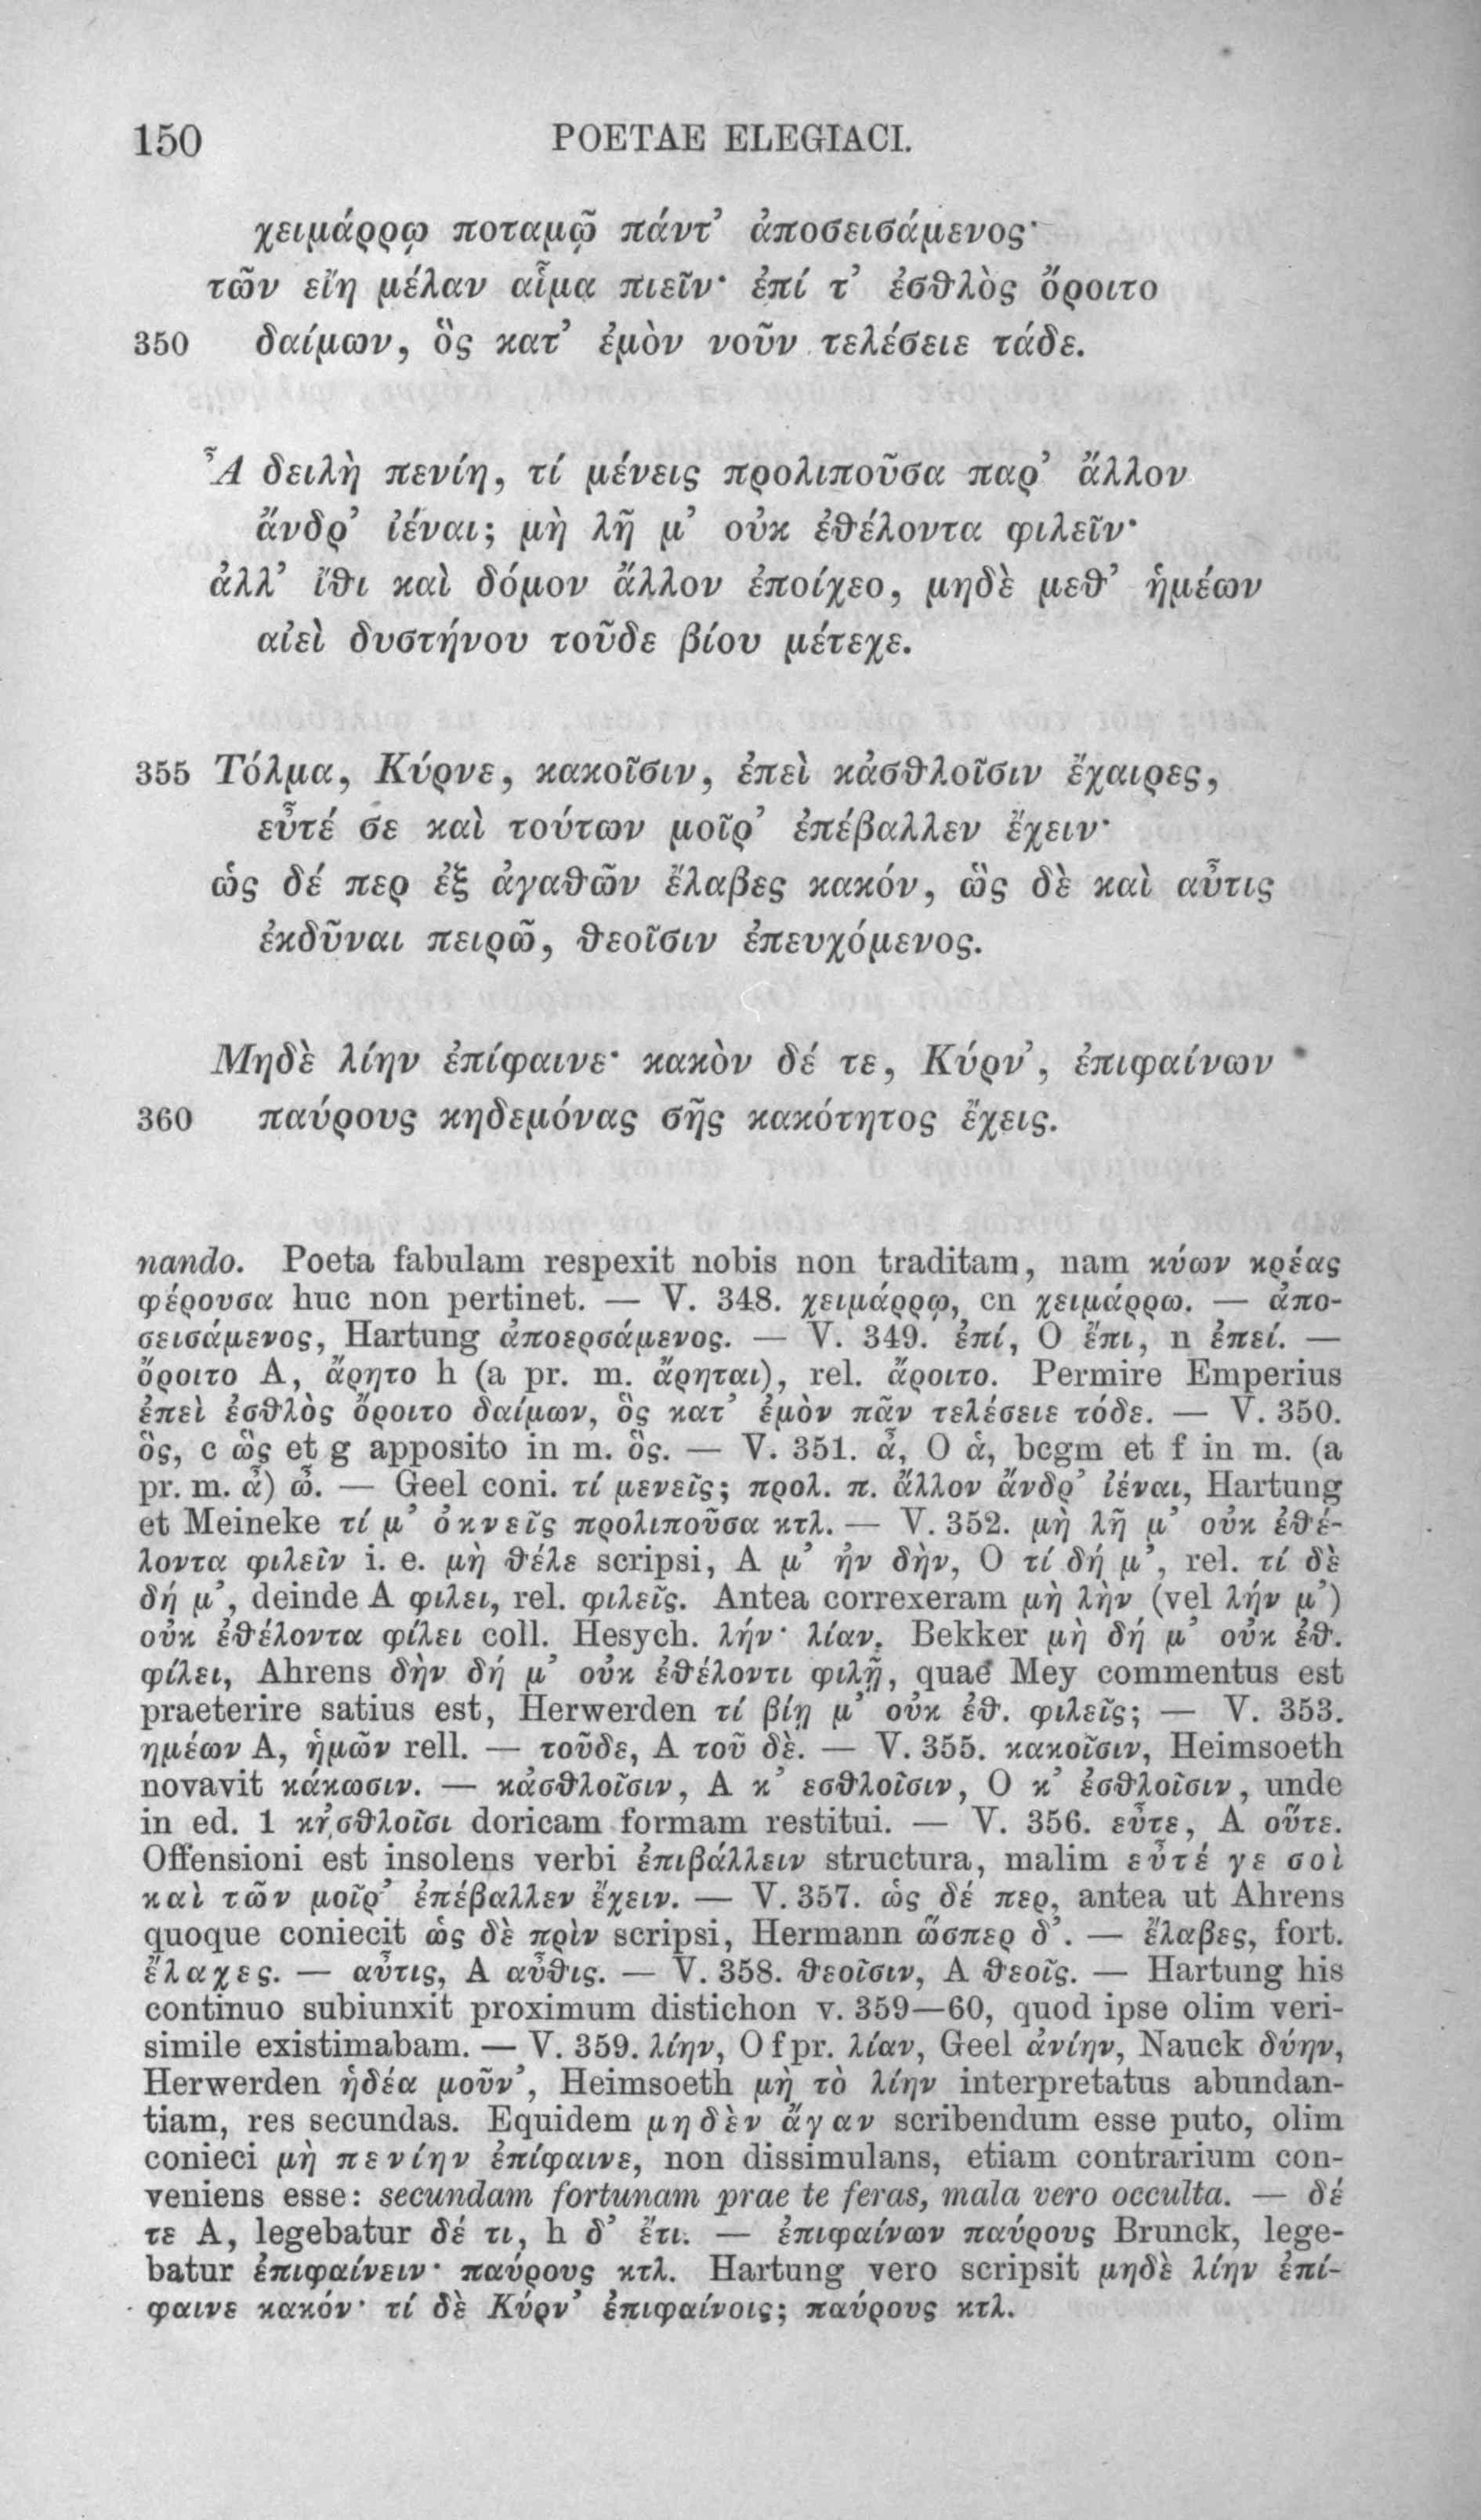 150 POETAE ELEGIACI.
χειμάρρῳ ποταμῷ πάντ’ ἀποσεισάμενος·
τῶν εἴη μέλαν αἷμα πιεῖν· ἐπί τ’ ἐσθλὸς ὄροιτο
350 δαίμων, ὃς κατ’ ἐμὸν νοῦν τελέσειε τάδε.
Ἆ δειλὴ πενίη, τί μένεις προλιποῦσα παρ’ ἄλλον
ἄνδρ’ ἰέναι; μὴ λῆ μ’ οὐκ ἐθέλοντα φιλεῖν·
ἀλλ’ ἴθι καὶ δόμον ἄλλον ἐποίχεο, μηδὲ μεθ’ ἡμέων
αἰεὶ δυστήνου τοῦδε βίου μέτεχε.
355 Τόλμα, Κύρνε, κακοῖσιν, ἐπεὶ κἀσθλοῖσιν ἔχαιρες,
εὖτέ σε καὶ τούτων μοῖρ’ ἐπέβαλλεν ἔχειν·
ὡς δέ περ ἐξ ἀγαθῶν ἔλαβες κακόν, ὣς δὲ καὶ αὖτις
ἐκδῦναι πειρῶ, θεοῖσιν ἐπευχόμενος.
Μηδὲ λίην ἐπίφαινε· κακὸν δέ τε, Κύρν’, ἐπιφαίνων
360 παύρους κηδεμόνας σῆς κακότητος ἔχεις.
nando. Poeta fabulam respexit nobis non traditam, nam κύων κρέας
φέρουσα huc non pertinet. — V. 348. χειμάρρῳ, cn χειμάρρω. — ἀπο-
σεισάμενος, Hartung ἀποερσάμενος. — V. 349. ἐπί, O ἔπι, n ἐπεί. —
ὄροιτο A, ἄρητο h (a pr. m. ἄρηται), rel. ἄροιτο. Permire Emperius
ἐπεὶ ἐσθλὸς ὄροιτο δαίμων, ὃς κατ’ ἐμὸν πᾶν τελέσειε τόδε. — V. 350.
ὃς, c ὣς et g apposito in m. ὃς. — V. 351. ἆ, O ἁ, bcgm et f in m. (a
pr. m. ἆ) ὦ. — Geel coni. τί μενεῖς; προλ. π. ἄλλον ἄνδρ’ ἰέναι, Hartung
et Meineke τί μ’ ὀκνεῖς προλιποῦσα κτλ. — V. 352. μὴ λῆ μ’ οὐκ ἐθέ-
λοντα φιλεῖν i. e. μὴ θέλε scripsi, A μ’ ἠν δὴν, O τί δή μ’, rel. τί δὲ
δή μ’, deinde A φιλει, rel. φιλεῖς. Antea correxeram μὴ λὴν (vel λήν μ’)
οὐκ ἐθέλοντα φίλει coll. Hesych. λήν· λίαν. Bekker μὴ δή μ’ οὐκ ἐθ.
φίλει, Ahrens δὴν δή μ’ οὐκ ἐθέλοντι φιλῇ, quae Mey commentus est
praeterire satius est, Herwerden τί βίῃ μ’ οὐκ ἐθ. φιλεῖς; — V. 353.
ημέων A, ἡμῶν rell. — τοῦδε, A τοῦ δὲ. — V. 355. κακοῖσιν, Heimsoeth
novavit κάκωσιν. — κἀσθλοῖσιν, A κ’ εσθλοῖσιν, O κ’ ἐσθλοῖσιν, unde
in ed. 1 κἠσθλοῖσι doricam formam restitui. — V. 356. εὖτε, A οὔτε.
Offensioni est insolens verbi ἐπιβάλλειν structura, malim εὖτέ γε σοὶ
καὶ τῶν μοῖρ’ ἐπέβαλλεν ἔχειν. — V. 357. ὡς δέ περ, antea ut Ahrens
quoque coniecit ὡς δὲ πρὶν scripsi, Hermann ὥσπερ δ’. — ἔλαβες, fort.
ἔλαχες. — αὖτις, A αὖθις. — V. 358. θεοῖσιν, A θεοῖς. — Hartung his
continuo subiunxit proximum distichon v. 359—60, quod ipse olim veri-
simile existimabam. — V. 359. λίην, O f pr. λίαν, Geel ἀνίην, Nauck δύην,
Herwerden ἡδέα μοῦν’, Heimsoeth μὴ τὸ λίην interpretatus abundan-
tiam, res secundas. Equidem μηδὲν ἄγαν scribendum esse puto, olim
conieci μὴ πενίην ἐπίφαινε, non dissimulans, etiam contrarium con-
veniens esse: secundam fortunam prae te feras, mala vero occulta. — δέ
τε A, legebatur δέ τι, h δ’ ἔτι. — ἐπιφαίνων παύρους Brunck, lege-
batur ἐπιφαίνειν· παύρους κτλ. Hartung vero scripsit μηδὲ λίην ἐπί-
φαινε κακόν· τί δὲ Κύρν’ ἐπιφαίνοις; παύρους κτλ.